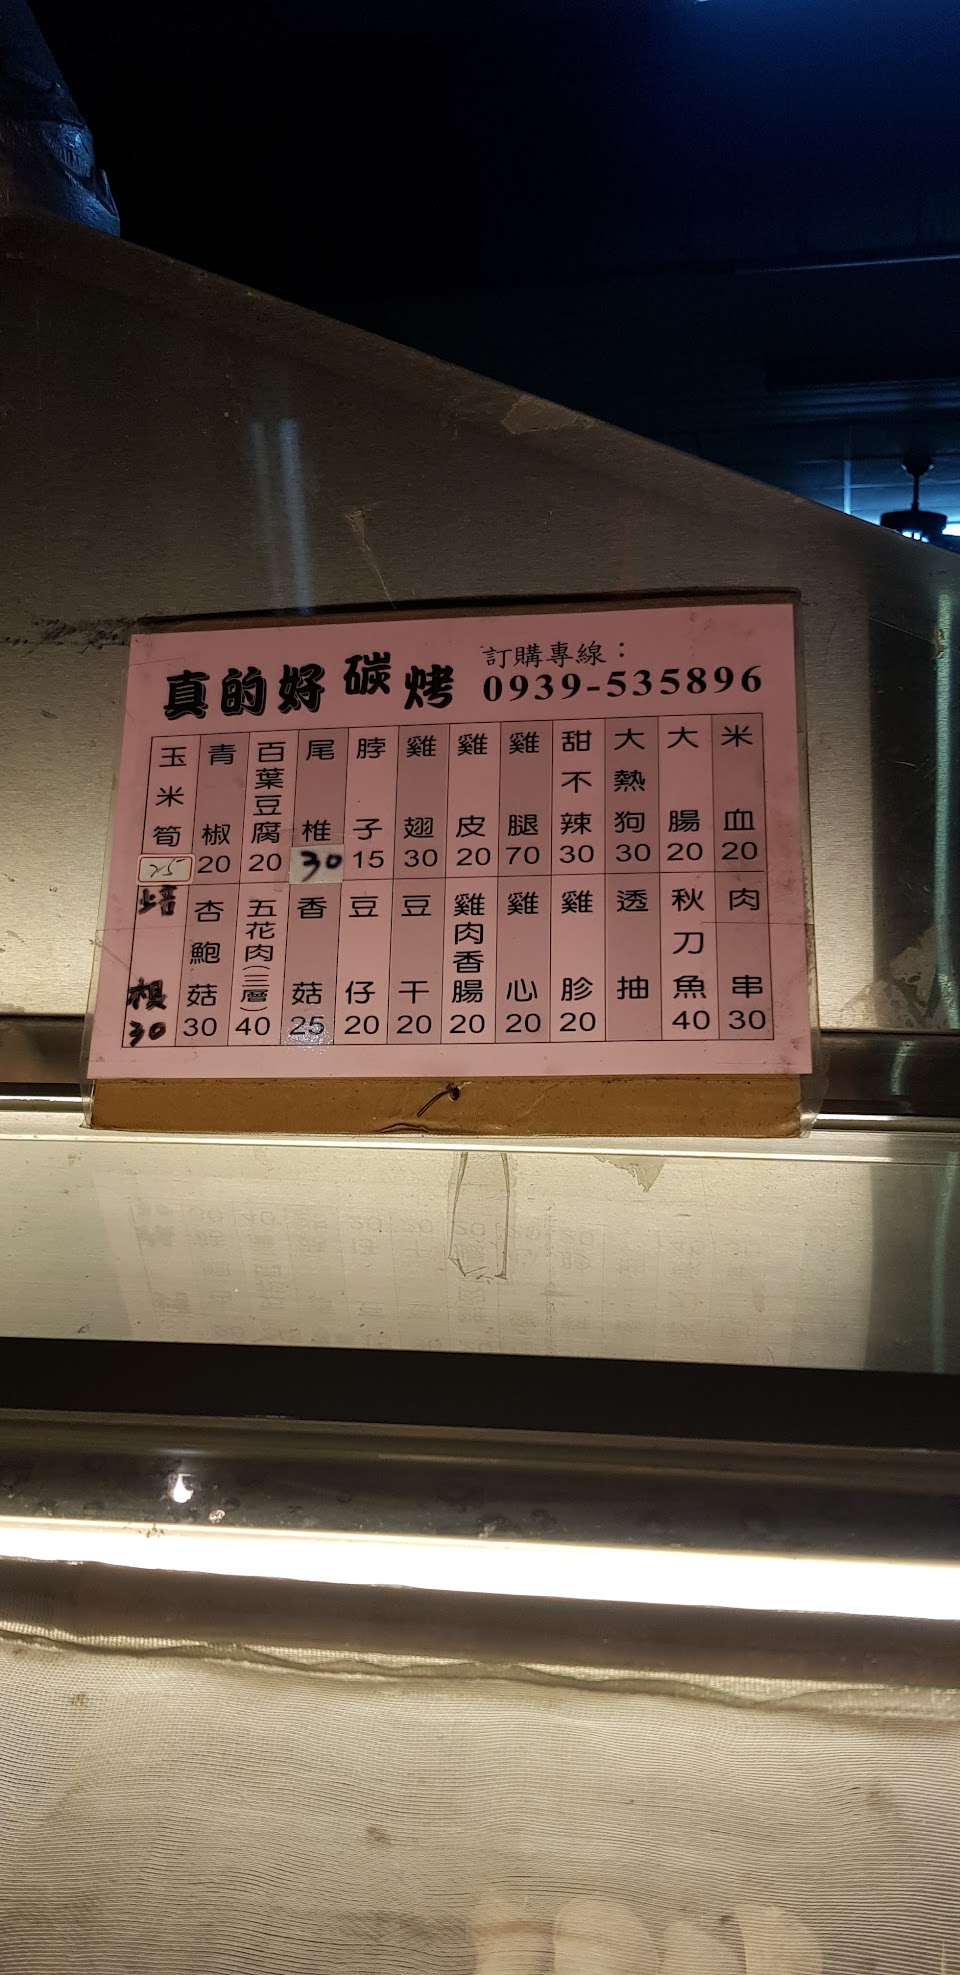 真的好碳烤
訂購專線：
0939-535896
米血 20
大腸 20
大熱狗 30
甜不辣 30
雞腿 70
雞皮 20
雞翅 30
脖子 15
尾椎 30
百葉豆腐 20
青椒 20
玉米筍 25
肉串 30
秋刀魚 40
透抽
雞胗 20
雞心 20
雞肉香腸 20
豆干 20
豆仔 20
香菇 25
五花肉(三層) 40
杏鮑菇 30
培根 30